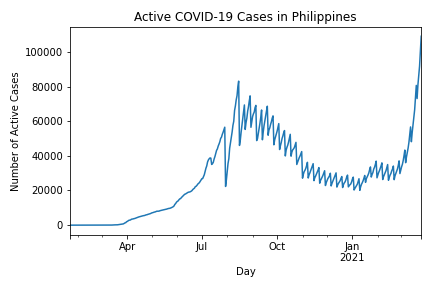 Active COVID-19 Cases in Philippines
100000
80000
60000
40000
20000
0
Number of Active Cases
Apr
Jul
Oct
Jan
2021
Day